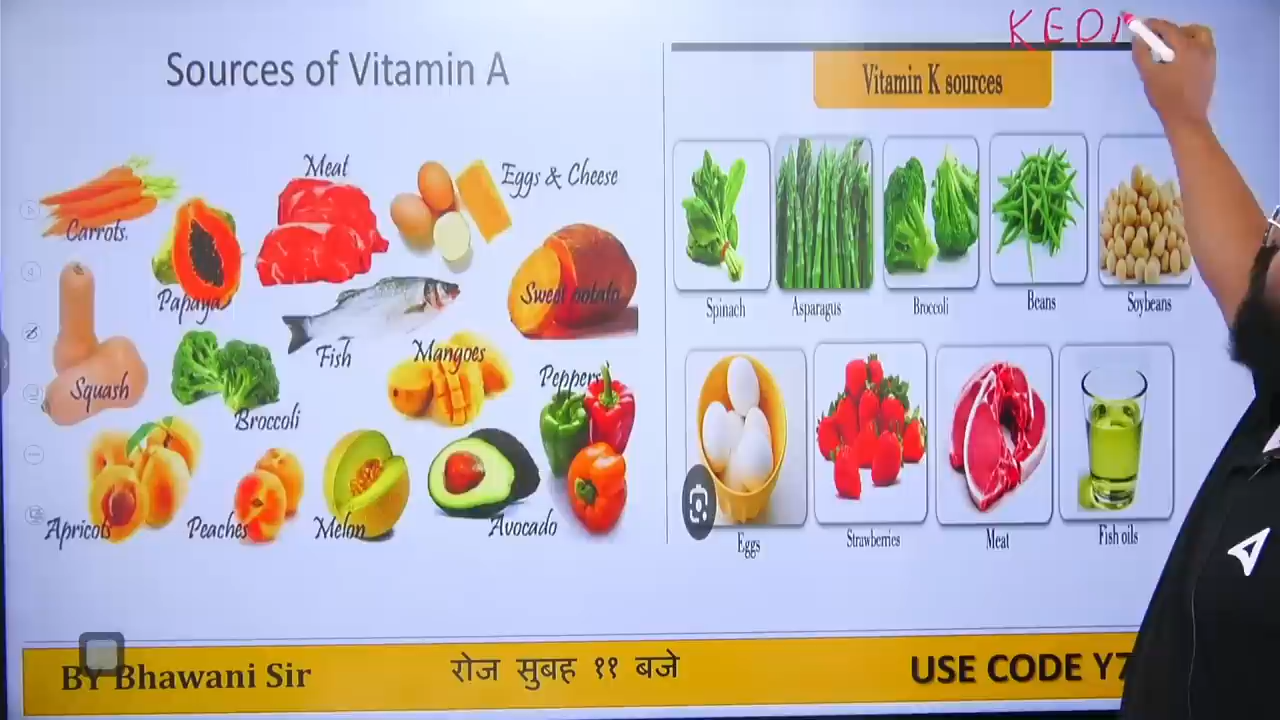 KED
Sources of Vitamin A
Vitamin K sources
Meat
Eggs & Cheese
Carrots.
Papaya
Sweet potato
Fish
Mangoes
Squash
Broccoli
Peppers
Apricots
Peaches
Melon
Avocado
Spinach
Asparagus
Broccoli
Beans
Soybeans
Eggs
Strawberries
Meat
Fish oils
BY Bhawani Sir
रोज सुबह ११ बजे
USE CODE Y7